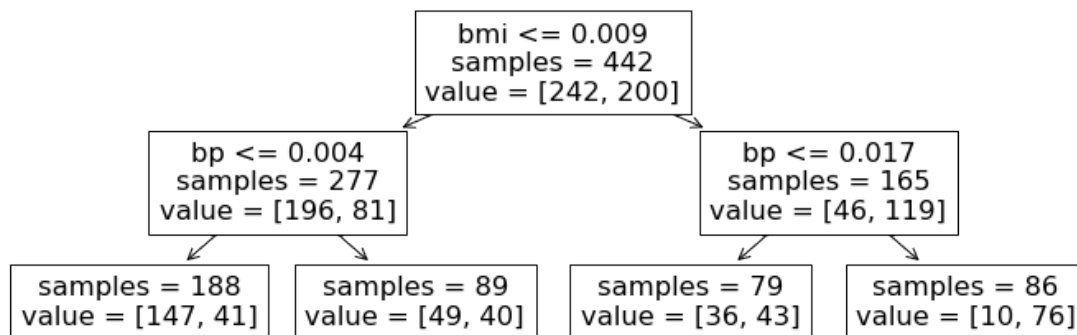 bmi <= 0.009
samples = 442
value = [242, 200]
bp <= 0.004
samples = 277
value = [196, 81]
bp <= 0.017
samples = 165
value = [46, 119]
samples = 188
value = [147, 41]
samples = 89
value = [49, 40]
samples = 79
value = [36, 43]
samples = 86
value = [10, 76]